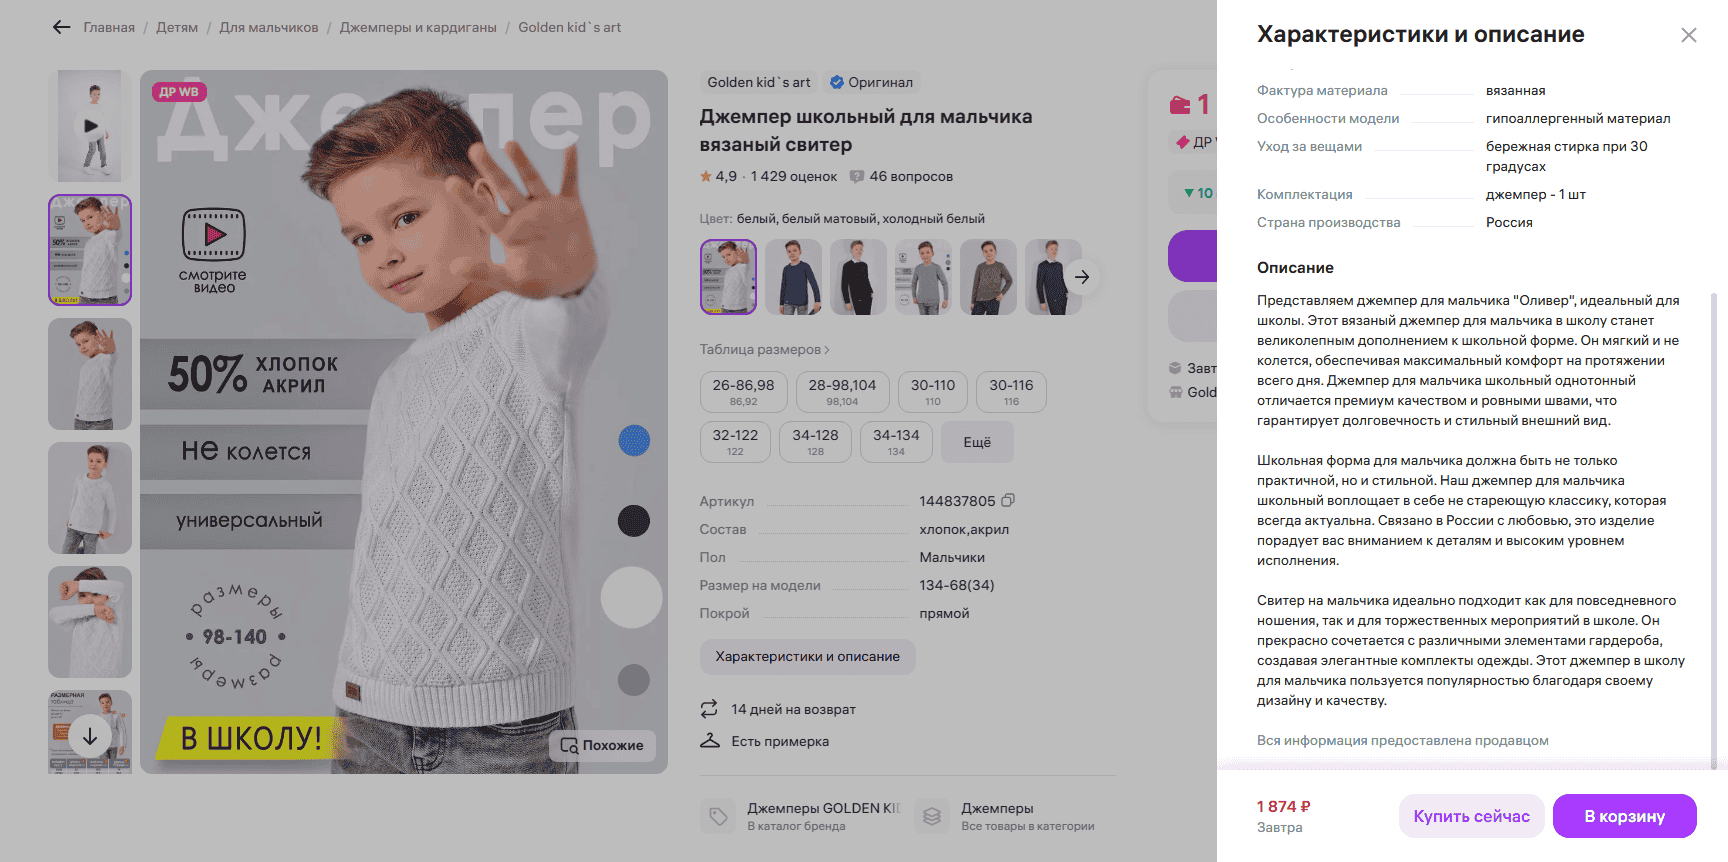 Главная / Детям / Для мальчиков / Джемперы и кардиганы / Golden kid`s art
ДР WB
Джемпер
смотрите
видео
50% ХЛОПОК
АКРИЛ
не колется
универсальный
размеры
• 98-140 •
размеры
В ШКОЛУ!
Похожие
Golden kid`s art
Оригинал
Джемпер школьный для мальчика
вязаный свитер
4,9 · 1 429 оценок
46 вопросов
Цвет: белый, белый матовый, холодный белый
Таблица размеров
26-86,98
86,92
28-98,104
98,104
30-110
110
30-116
116
32-122
122
34-128
128
34-134
134
Ещё
Артикул 144837805
Состав хлопок,акрил
Пол Мальчики
Размер на модели 134-68(34)
Покрой прямой
Характеристики и описание
14 дней на возврат
Есть примерка
Джемперы GOLDEN KI
В каталог бренда
Джемперы
Все товары в категории
1
ДР
10
Завт
Gold
Характеристики и описание
Фактура материала вязанная
Особенности модели гипоаллергенный материал
Уход за вещами бережная стирка при 30
градусах
Комплектация джемпер - 1 шт
Страна производства Россия
Описание
Представляем джемпер для мальчика "Оливер", идеальный для
школы. Этот вязаный джемпер для мальчика в школу станет
великолепным дополнением к школьной форме. Он мягкий и не
колется, обеспечивая максимальный комфорт на протяжении
всего дня. Джемпер для мальчика школьный однотонный
отличается премиум качеством и ровными швами, что
гарантирует долговечность и стильный внешний вид.
Школьная форма для мальчика должна быть не только
практичной, но и стильной. Наш джемпер для мальчика
школьный воплощает в себе не стареющую классику, которая
всегда актуальна. Связано в России с любовью, это изделие
порадует вас вниманием к деталям и высоким уровнем
исполнения.
Свитер на мальчика идеально подходит как для повседневного
ношения, так и для торжественных мероприятий в школе. Он
прекрасно сочетается с различными элементами гардероба,
создавая элегантные комплекты одежды. Этот джемпер в школу
для мальчика пользуется популярностью благодаря своему
дизайну и качеству.
Вся информация предоставлена продавцом
1 874 ₽
Завтра
Купить сейчас
В корзину